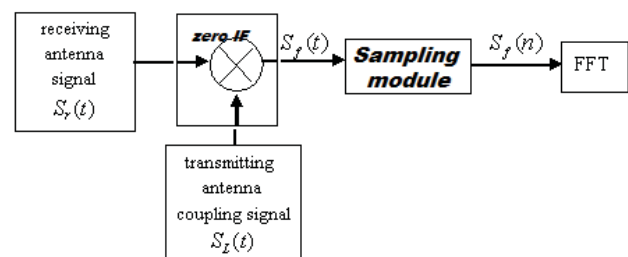 receiving
antenna
signal
S_r(t)
zero IF
S_f(t)
Sampling
module
S_f(n)
FFT
transmitting
antenna
coupling signal
S_L(t)